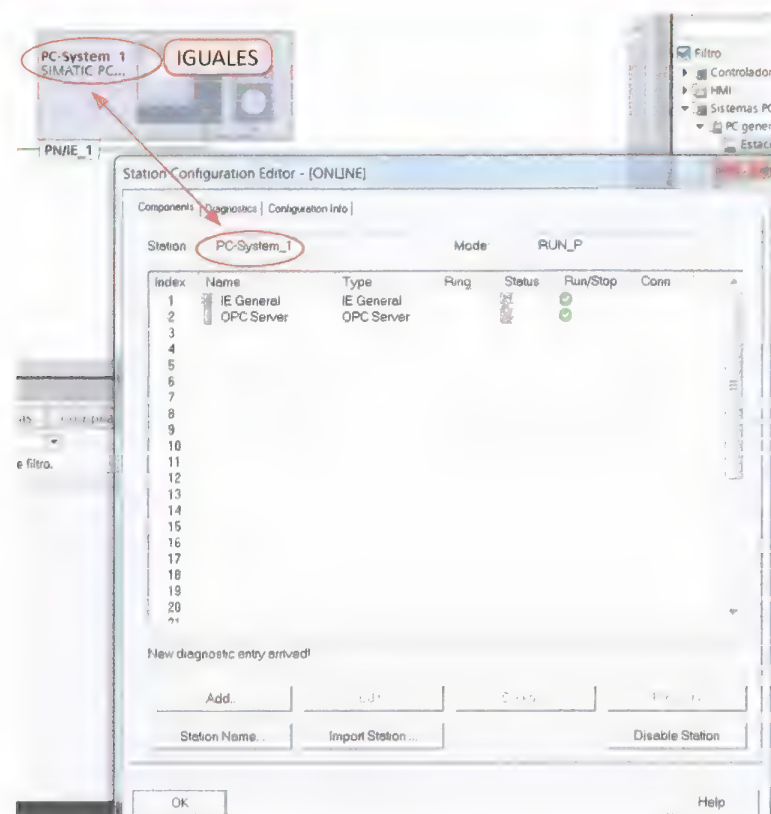 PC-System_1
SIMATIC PC...
IGUALES
PN/IE_1
Filtro
Controlador
HMI
Sistemas PC
PC gener
Estac
Station Configuration Editor - [ONLINE]
Components Diagnostics Configuration Info
Station PC-System_1 Mode RUN_P
Index Name Type Ring Status Run/Stop Conn
1 IE General IE General
2 OPC Server OPC Server
3
4
5
6
7
8
9
10
11
12
13
14
15
16
17
18
19
20
21
e filtro.
New diagnostic entry arrived!
Add...
Station Name... Import Station ... Disable Station
OK Help